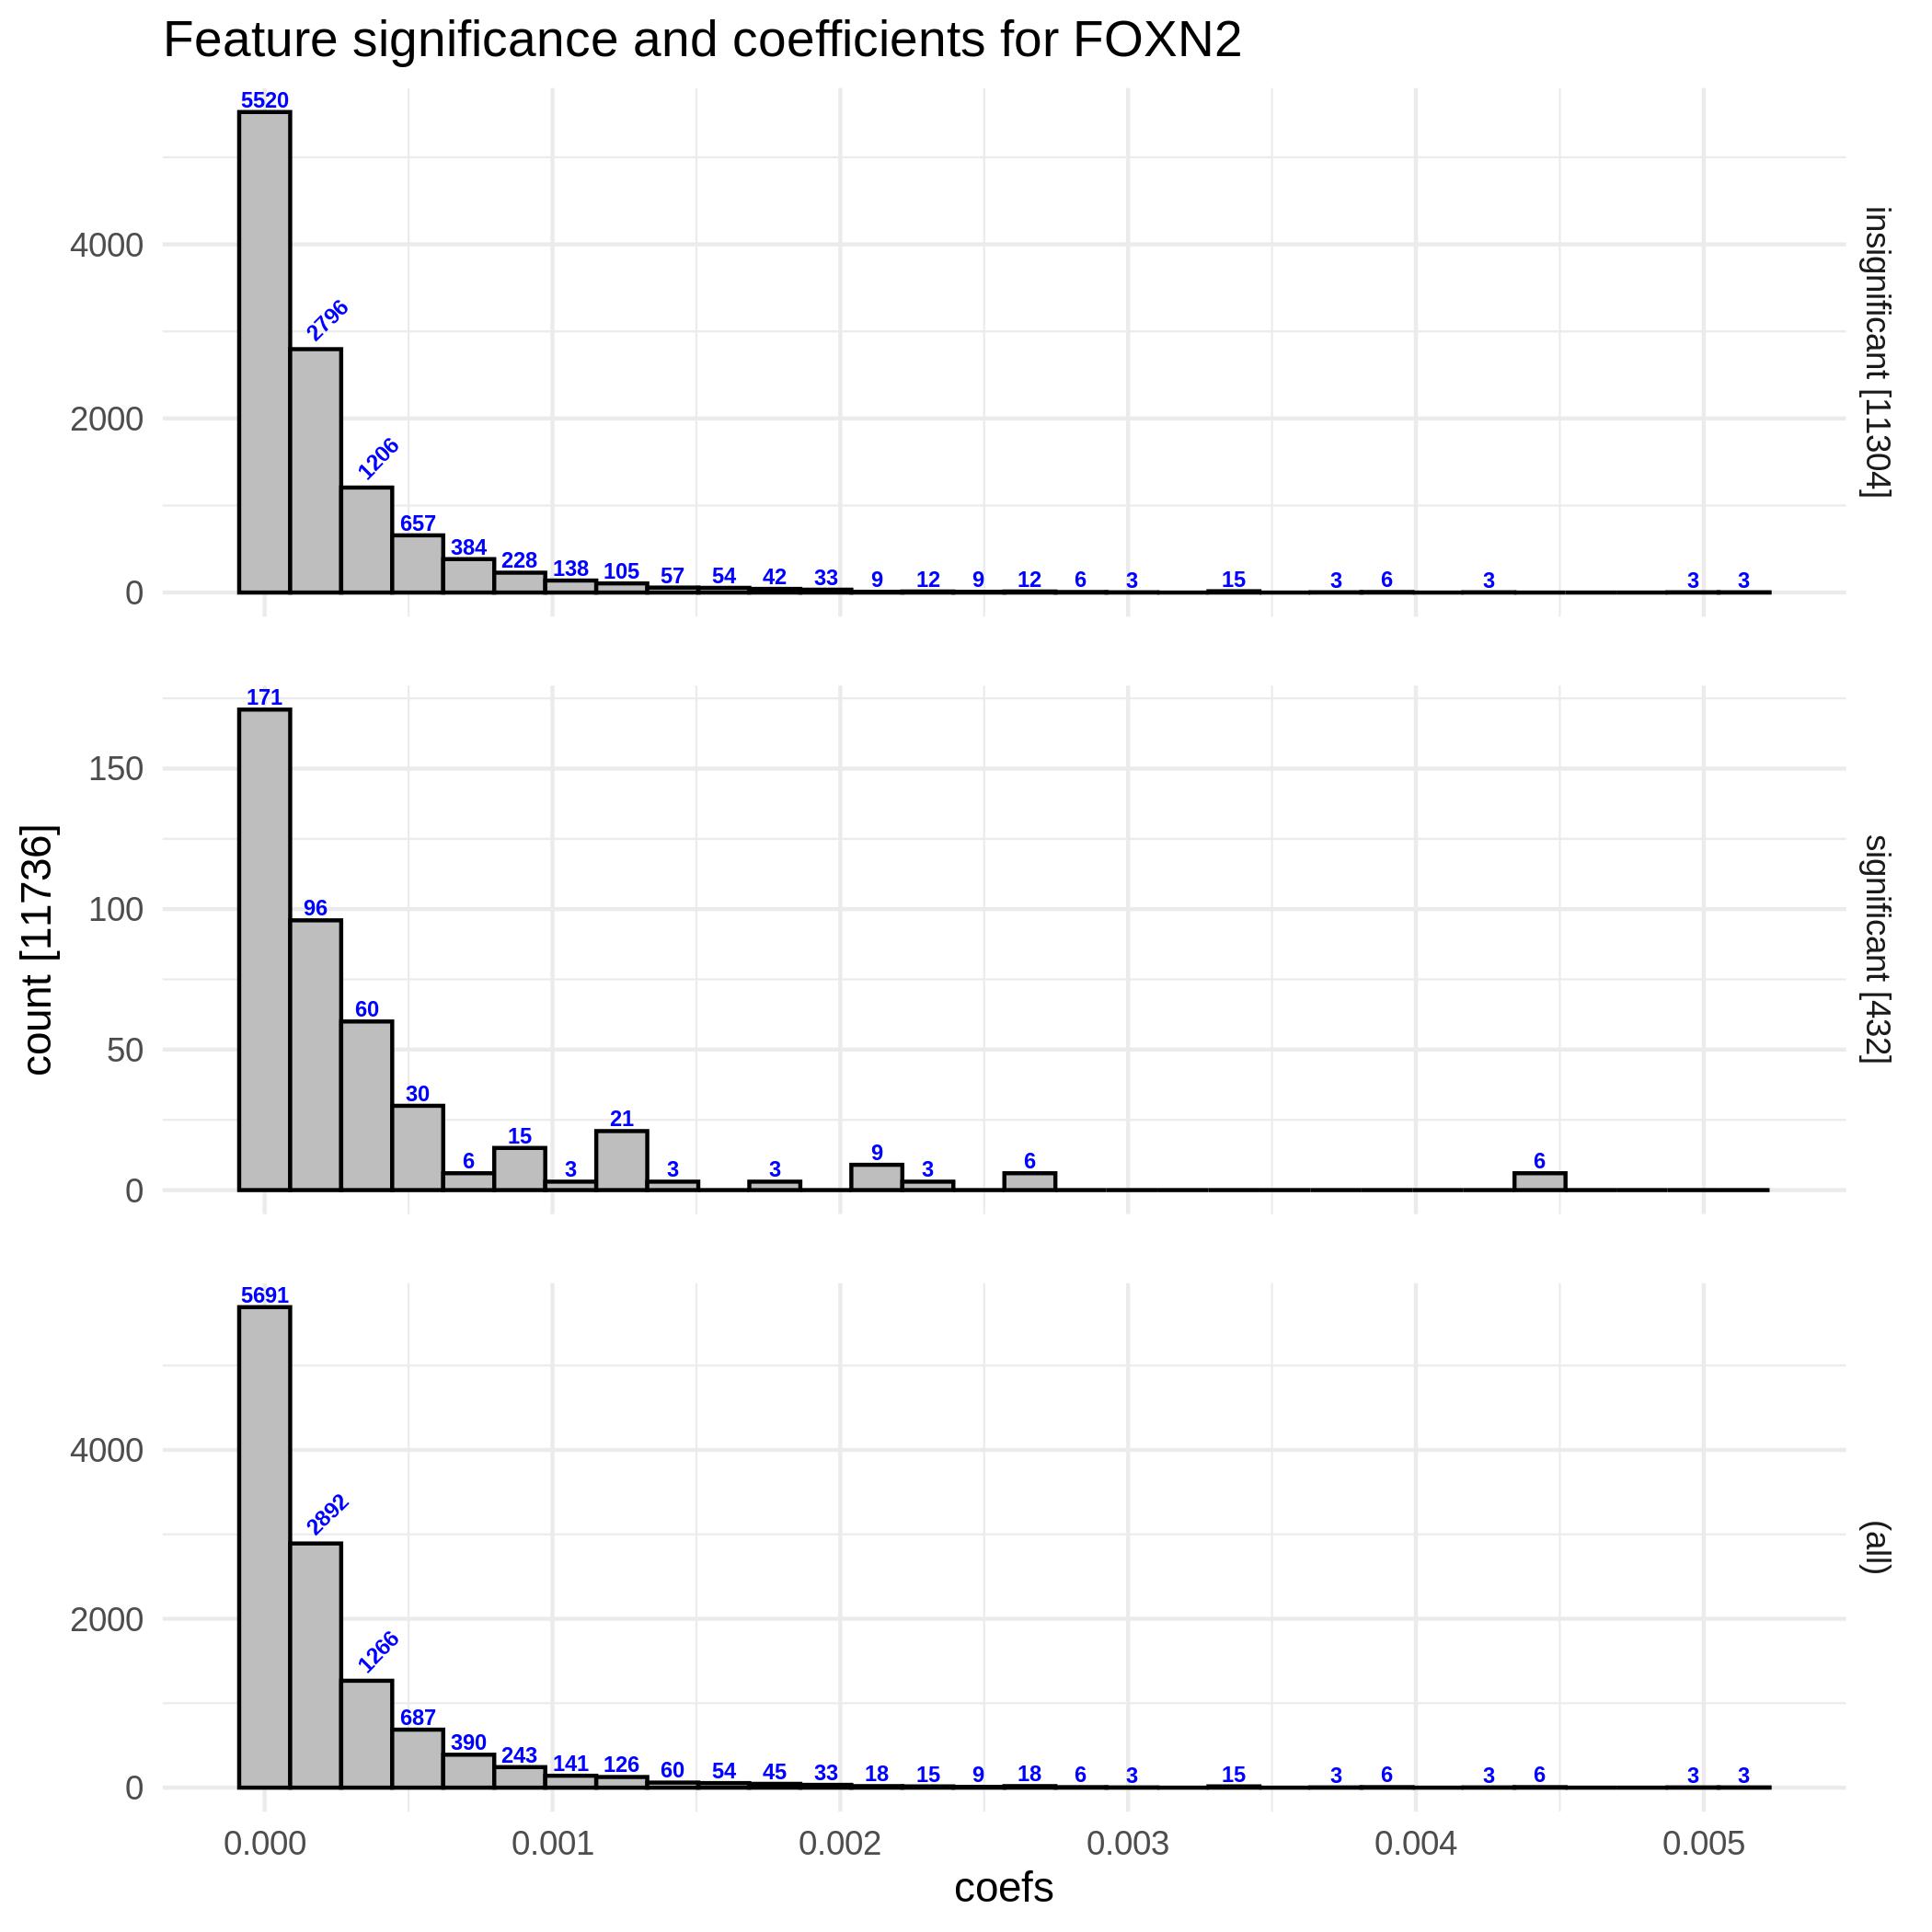 Feature significance and coefficients for FOXN2
5520
2796
1206
657 384 228 138 105 57 54 42 33 9 12 9 12 6 3 15 3 6 3 3 3
4000
2000
0
insignificant [11304]
171
96
60
30
6 15 3 21 3 3 9 3 6 6
150
100
50
0
significant [432]
count [11736]
5691
2892
1266
687 390 243 141 126 60 54 45 33 18 15 9 18 6 3 15 3 6 3 6 3 3
4000
2000
0
(all)
0.000 0.001 0.002 0.003 0.004 0.005
coefs